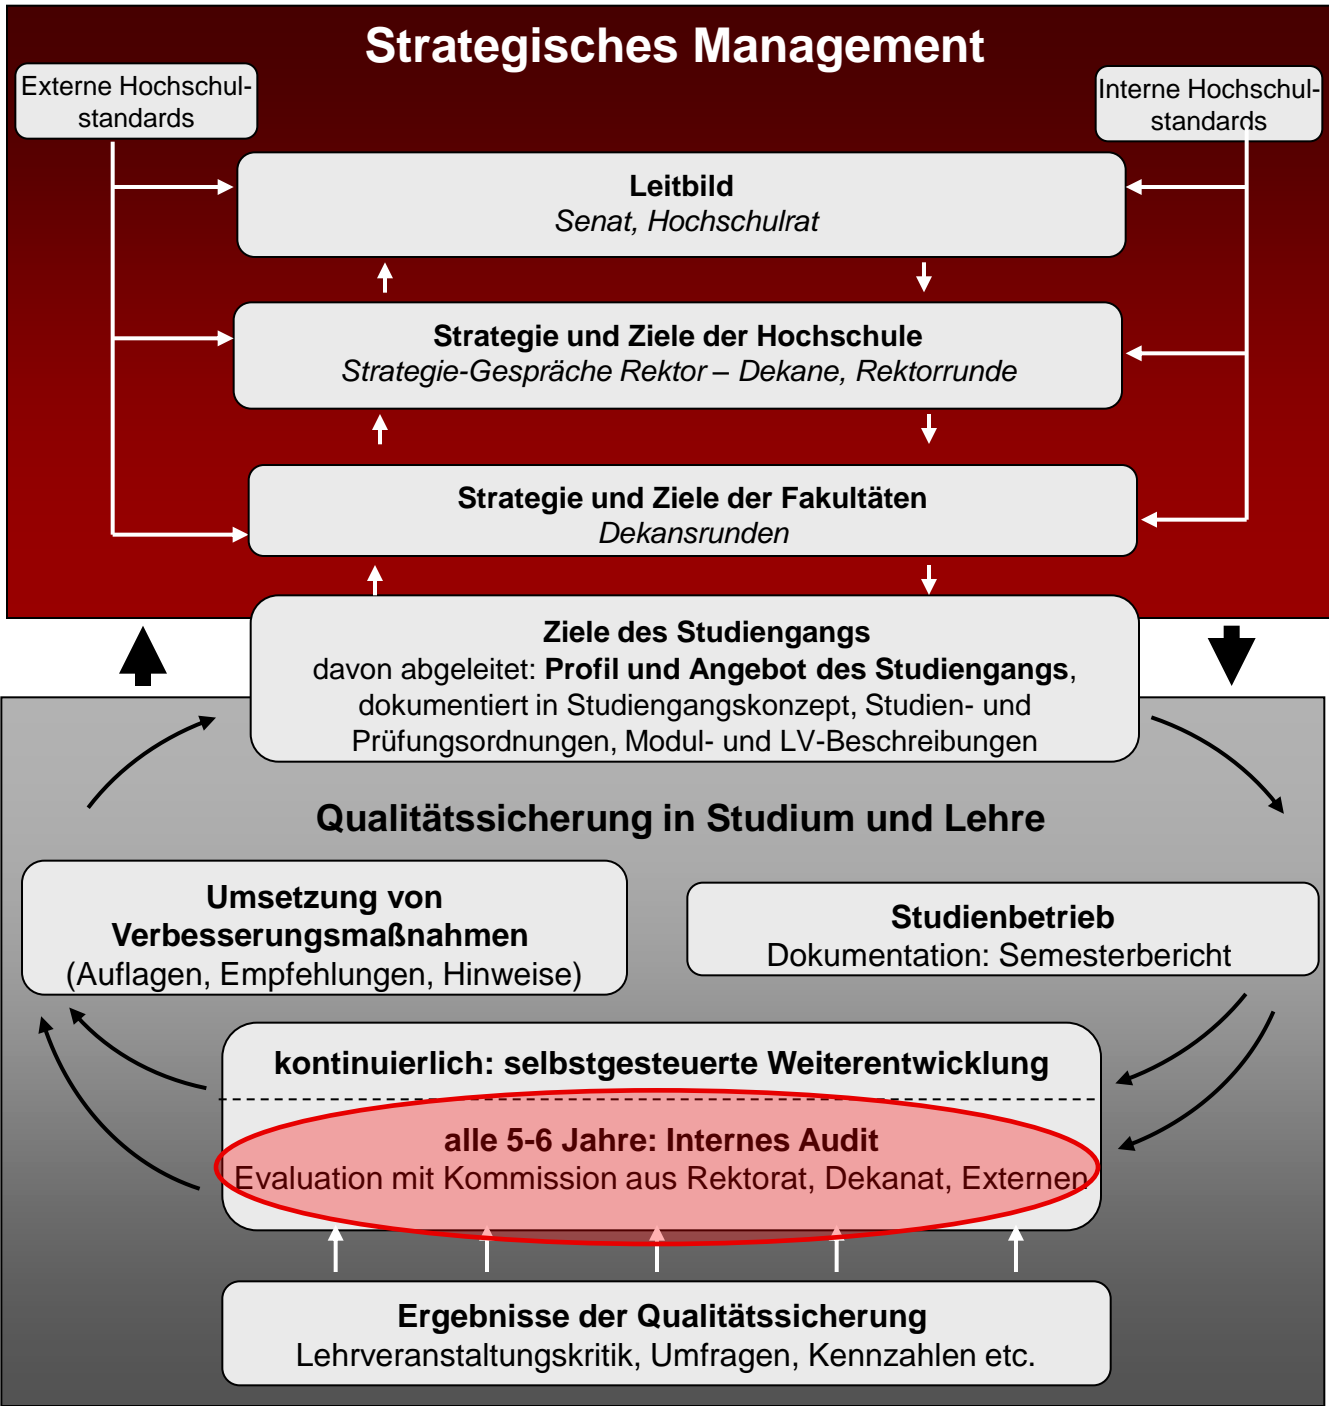 Strategisches Management
Externe Hochschul-
standards
Interne Hochschul-
standards
Leitbild
Senat, Hochschulrat
Strategie und Ziele der Hochschule
Strategie-Gespräche Rektor – Dekane, Rektorrunde
Strategie und Ziele der Fakultäten
Dekansrunden
Ziele des Studiengangs
davon abgeleitet: Profil und Angebot des Studiengangs,
dokumentiert in Studiengangskonzept, Studien- und
Prüfungsordnungen, Modul- und LV-Beschreibungen
Qualitätssicherung in Studium und Lehre
Umsetzung von
Verbesserungsmaßnahmen
(Auflagen, Empfehlungen, Hinweise)
Studienbetrieb
Dokumentation: Semesterbericht
kontinuierlich: selbstgesteuerte Weiterentwicklung
alle 5-6 Jahre: Internes Audit
Evaluation mit Kommission aus Rektorat, Dekanat, Externen
Ergebnisse der Qualitätssicherung
Lehrveranstaltungskritik, Umfragen, Kennzahlen etc.